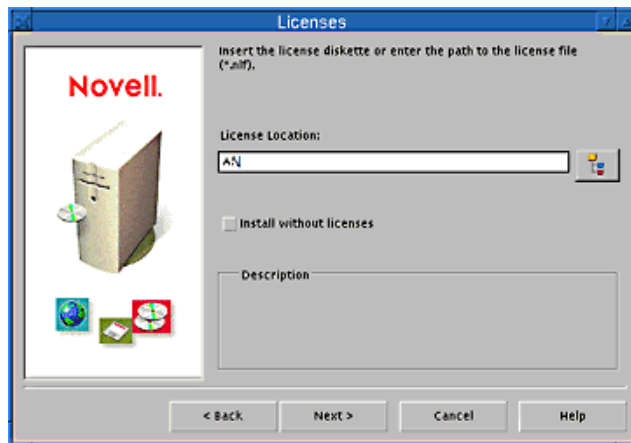 Licenses
Novell.
Insert the license diskette or enter the path to the license file
(*.nlf).
License Location:
Install without licenses
Description
< Back
Next >
Cancel
Help